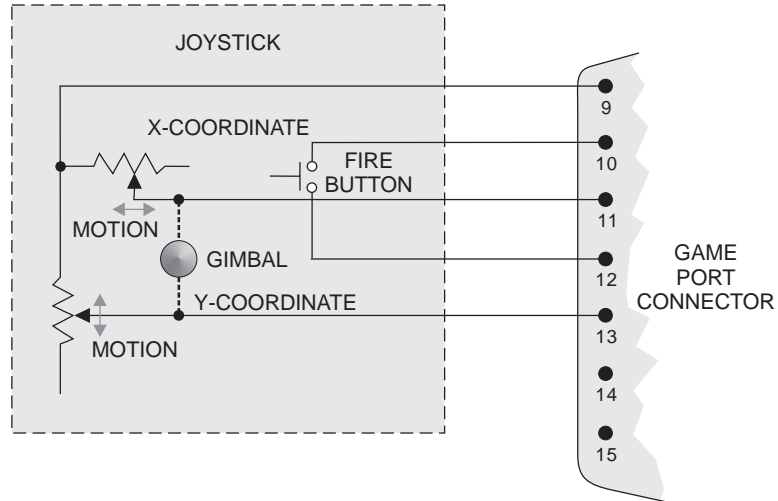 JOYSTICK
9
X-COORDINATE
10
FIRE
BUTTON
11
MOTION
GIMBAL
12
GAME
PORT
CONNECTOR
Y-COORDINATE
13
MOTION
14
15